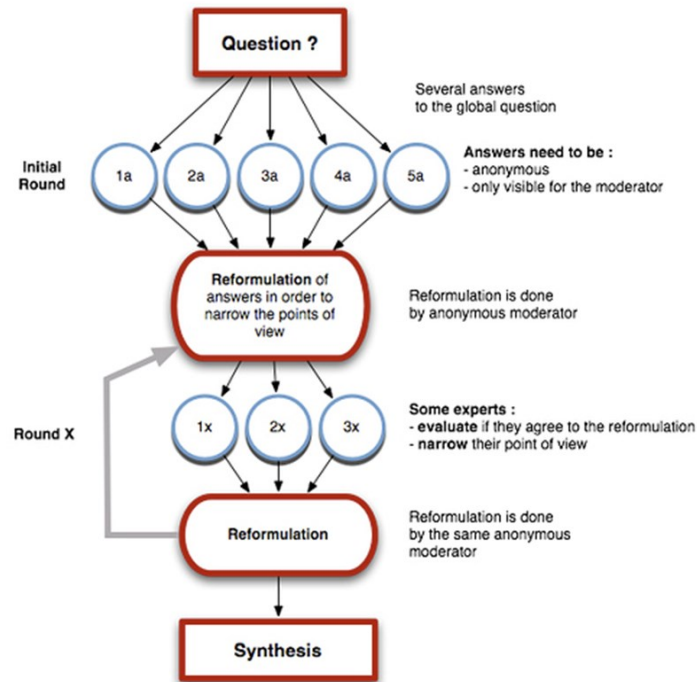 Question ?
Several answers
to the global question
Initial
Round
1a
2a
3a
4a
5a
Answers need to be :
- anonymous
- only visible for the moderator
Reformulation of
answers in order to
narrow the points of
view
Reformulation is done
by anonymous moderator
Round X
1x
2x
3x
Some experts :
- evaluate if they agree to the reformulation
- narrow their point of view
Reformulation
Reformulation is done
by the same anonymous
moderator
Synthesis